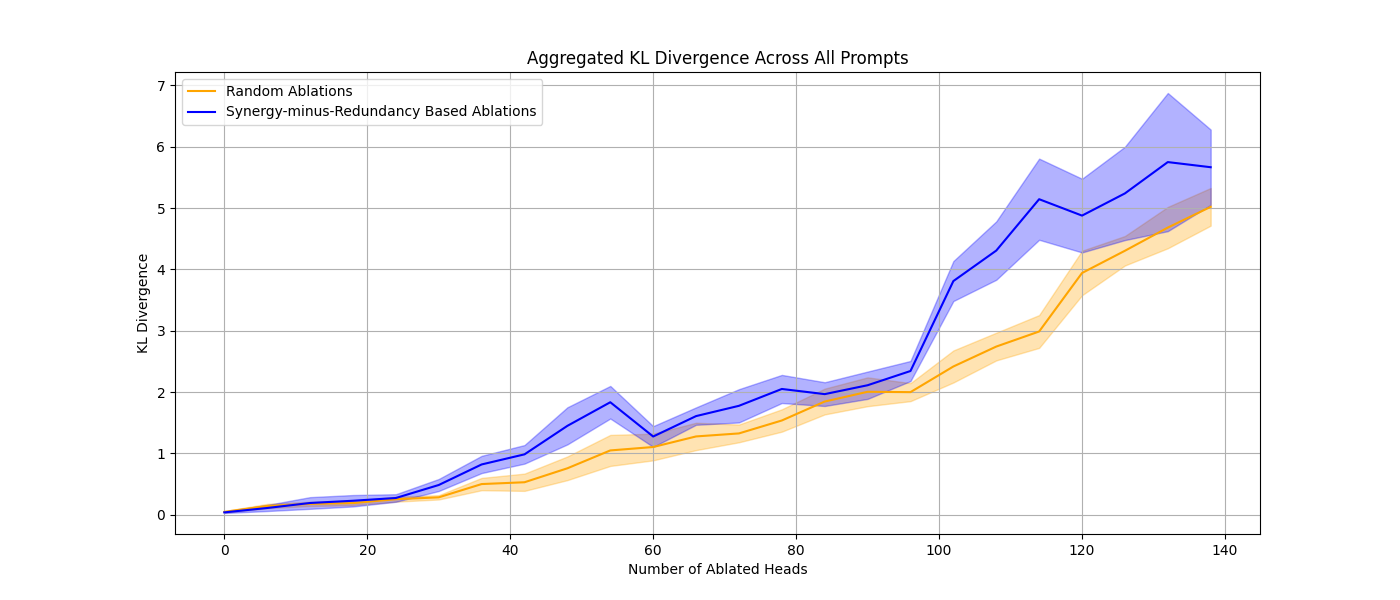 Aggregated KL Divergence Across All Prompts
Random Ablations
Synergy-minus-Redundancy Based Ablations
KL Divergence
7
6
5
4
3
2
1
0
0 20 40 60 80 100 120 140
Number of Ablated Heads